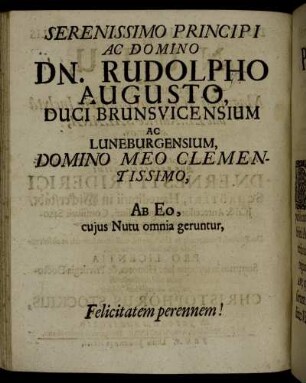 SERENISSIMO PRINCIPI
AC DOMINO
DN. RUDOLPHO
AUGUSTO,
DUCI BRUNSVICENSIUM
AC
LUNEBURGENSIUM,
DOMINO MEO CLEMEN-
TISSIMO,
AB EO,
cujus Nutu omnia geruntur,
Felicitatem perennem!